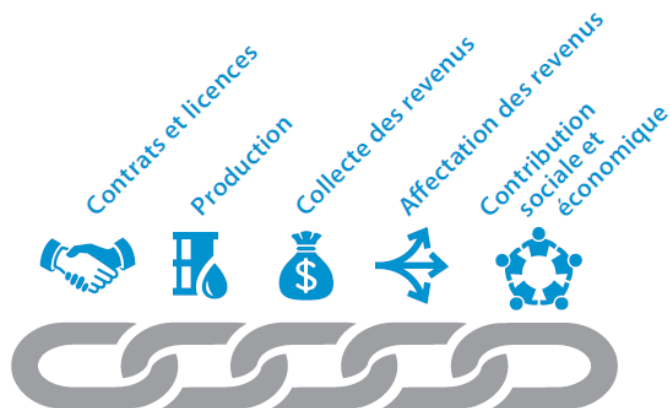 Contrats et licences
Production
Collecte des revenus
Affectation des revenus
Contribution
sociale et
économique
$